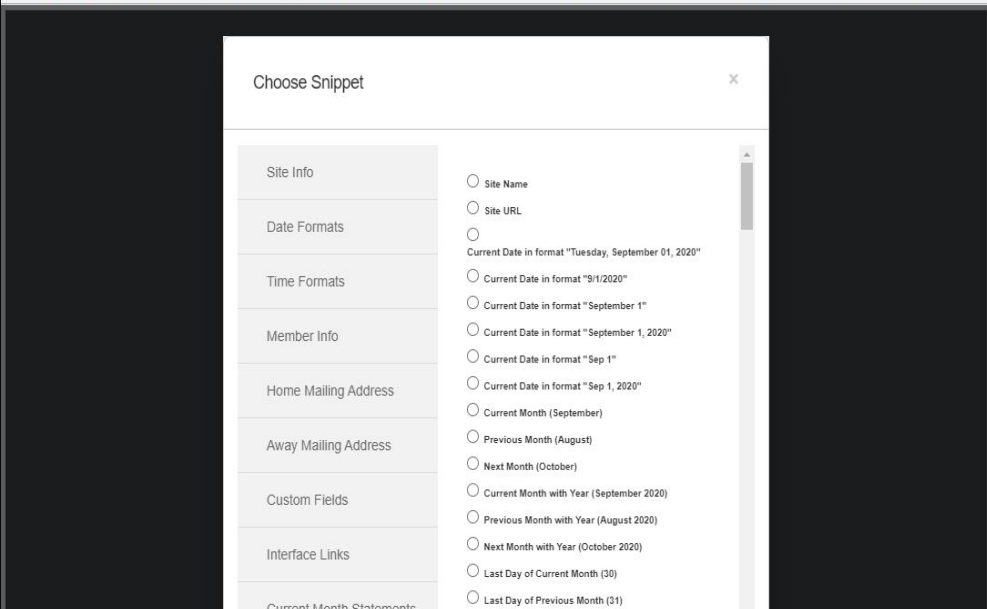 Choose Snippet
×
Site Info
Date Formats
Time Formats
Member Info
Home Mailing Address
Away Mailing Address
Custom Fields
Interface Links
Current Month Statements
Site Name
Site URL
Current Date in format "Tuesday, September 01, 2020"
Current Date in format "9/1/2020"
Current Date in format "September 1"
Current Date in format "September 1, 2020"
Current Date in format "Sep 1"
Current Date in format "Sep 1, 2020"
Current Month (September)
Previous Month (August)
Next Month (October)
Current Month with Year (September 2020)
Previous Month with Year (August 2020)
Next Month with Year (October 2020)
Last Day of Current Month (30)
Last Day of Previous Month (31)